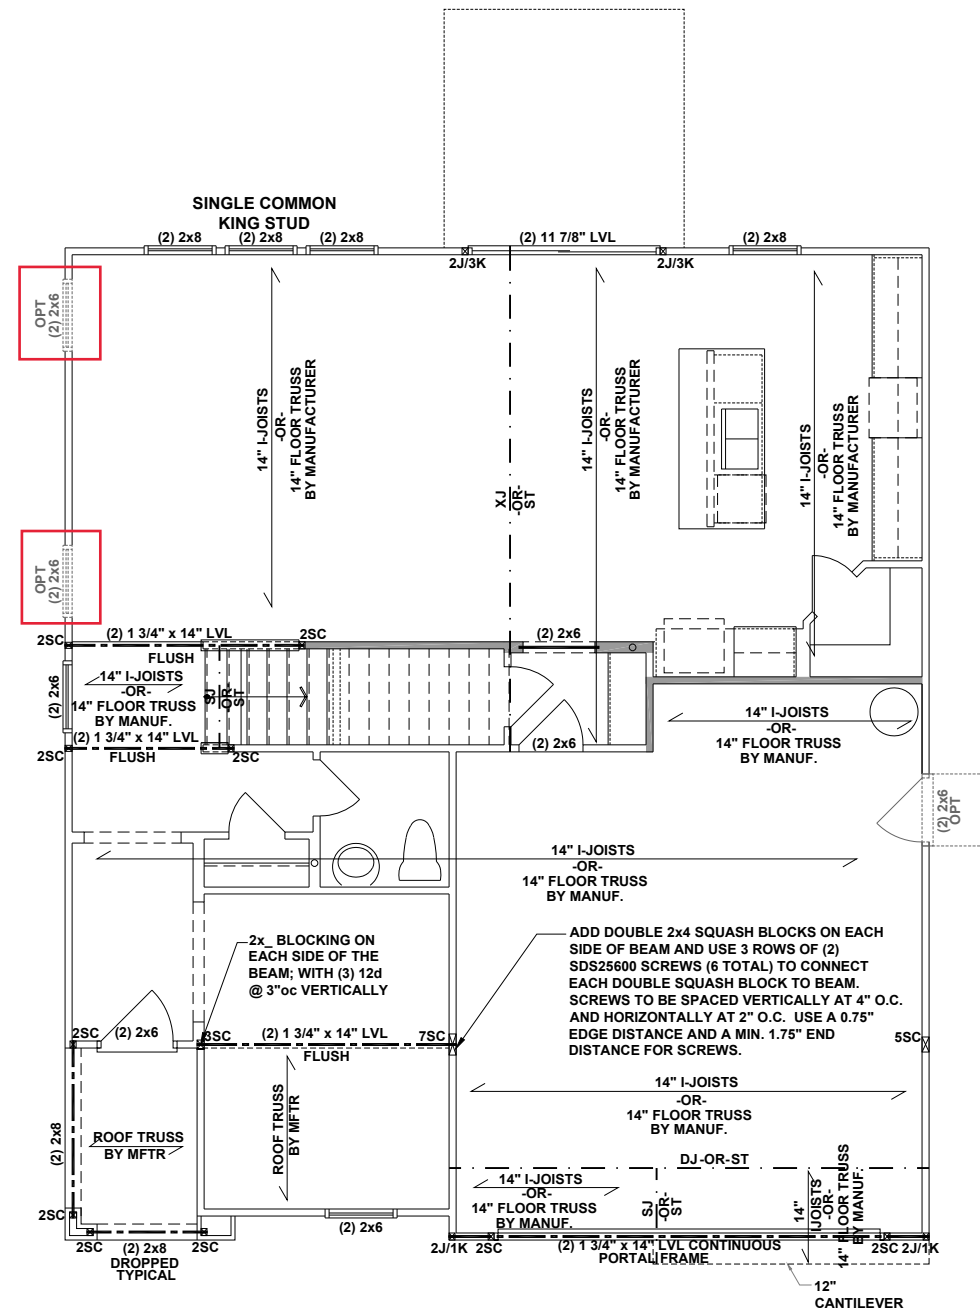 SINGLE COMMON
KING STUD
(2) 2x8
(2) 2x8
(2) 2x8
(2) 11 7/8" LVL
(2) 2x8
2J/3K
2J/3K
OPT
(2) 2x6
14" I-JOISTS
-OR-
14" FLOOR TRUSS
BY MANUFACTURER
XJ
-OR-
ST
14" I-JOISTS
-OR-
14" FLOOR TRUSS
BY MANUFACTURER
14" I-JOISTS
-OR-
14" FLOOR TRUSS
BY MANUFACTURER
OPT
(2) 2x6
2SC
(2) 1 3/4" x 14" LVL
2SC
FLUSH
(2) 2x6
(2) 2x6
14" I-JOISTS
-OR-
14" FLOOR TRUSS
BY MANUF.
SJ
-OR-
ST
(2) 1 3/4" x 14" LVL
2SC
FLUSH
2SC
(2) 2x6
14" I-JOISTS
-OR-
14" FLOOR TRUSS
BY MANUF.
(2) 2x6
OPT
14" I-JOISTS
-OR-
14" FLOOR TRUSS
BY MANUF.
2x_ BLOCKING ON
EACH SIDE OF THE
BEAM; WITH (3) 12d
@ 3"oc VERTICALLY
ADD DOUBLE 2x4 SQUASH BLOCKS ON EACH
SIDE OF BEAM AND USE 3 ROWS OF (2)
SDS25600 SCREWS (6 TOTAL) TO CONNECT
EACH DOUBLE SQUASH BLOCK TO BEAM.
SCREWS TO BE SPACED VERTICALLY AT 4" O.C.
AND HORIZONTALLY AT 2" O.C.  USE A 0.75"
EDGE DISTANCE AND A MIN. 1.75" END
DISTANCE FOR SCREWS.
2SC
(2) 2x6
3SC
(2) 1 3/4" x 14" LVL
7SC
FLUSH
5SC
14" I-JOISTS
-OR-
14" FLOOR TRUSS
BY MANUF.
(2) 2x8
ROOF TRUSS
BY MFTR
ROOF TRUSS
BY MFTR
DJ-OR-ST
14" I-JOISTS
-OR-
14" FLOOR TRUSS
BY MANUF.
SJ
-OR-
ST
14"
IJOISTS
-OR-
14" FLOOR TRUSS
BY MANUF.
2SC
2SC
(2) 2x8
2SC
DROPPED
TYPICAL
(2) 2x6
2J/1K
2SC
(2) 1 3/4" x 14" LVL CONTINUOUS
PORTAL FRAME
2SC
2J/1K
12"
CANTILEVER